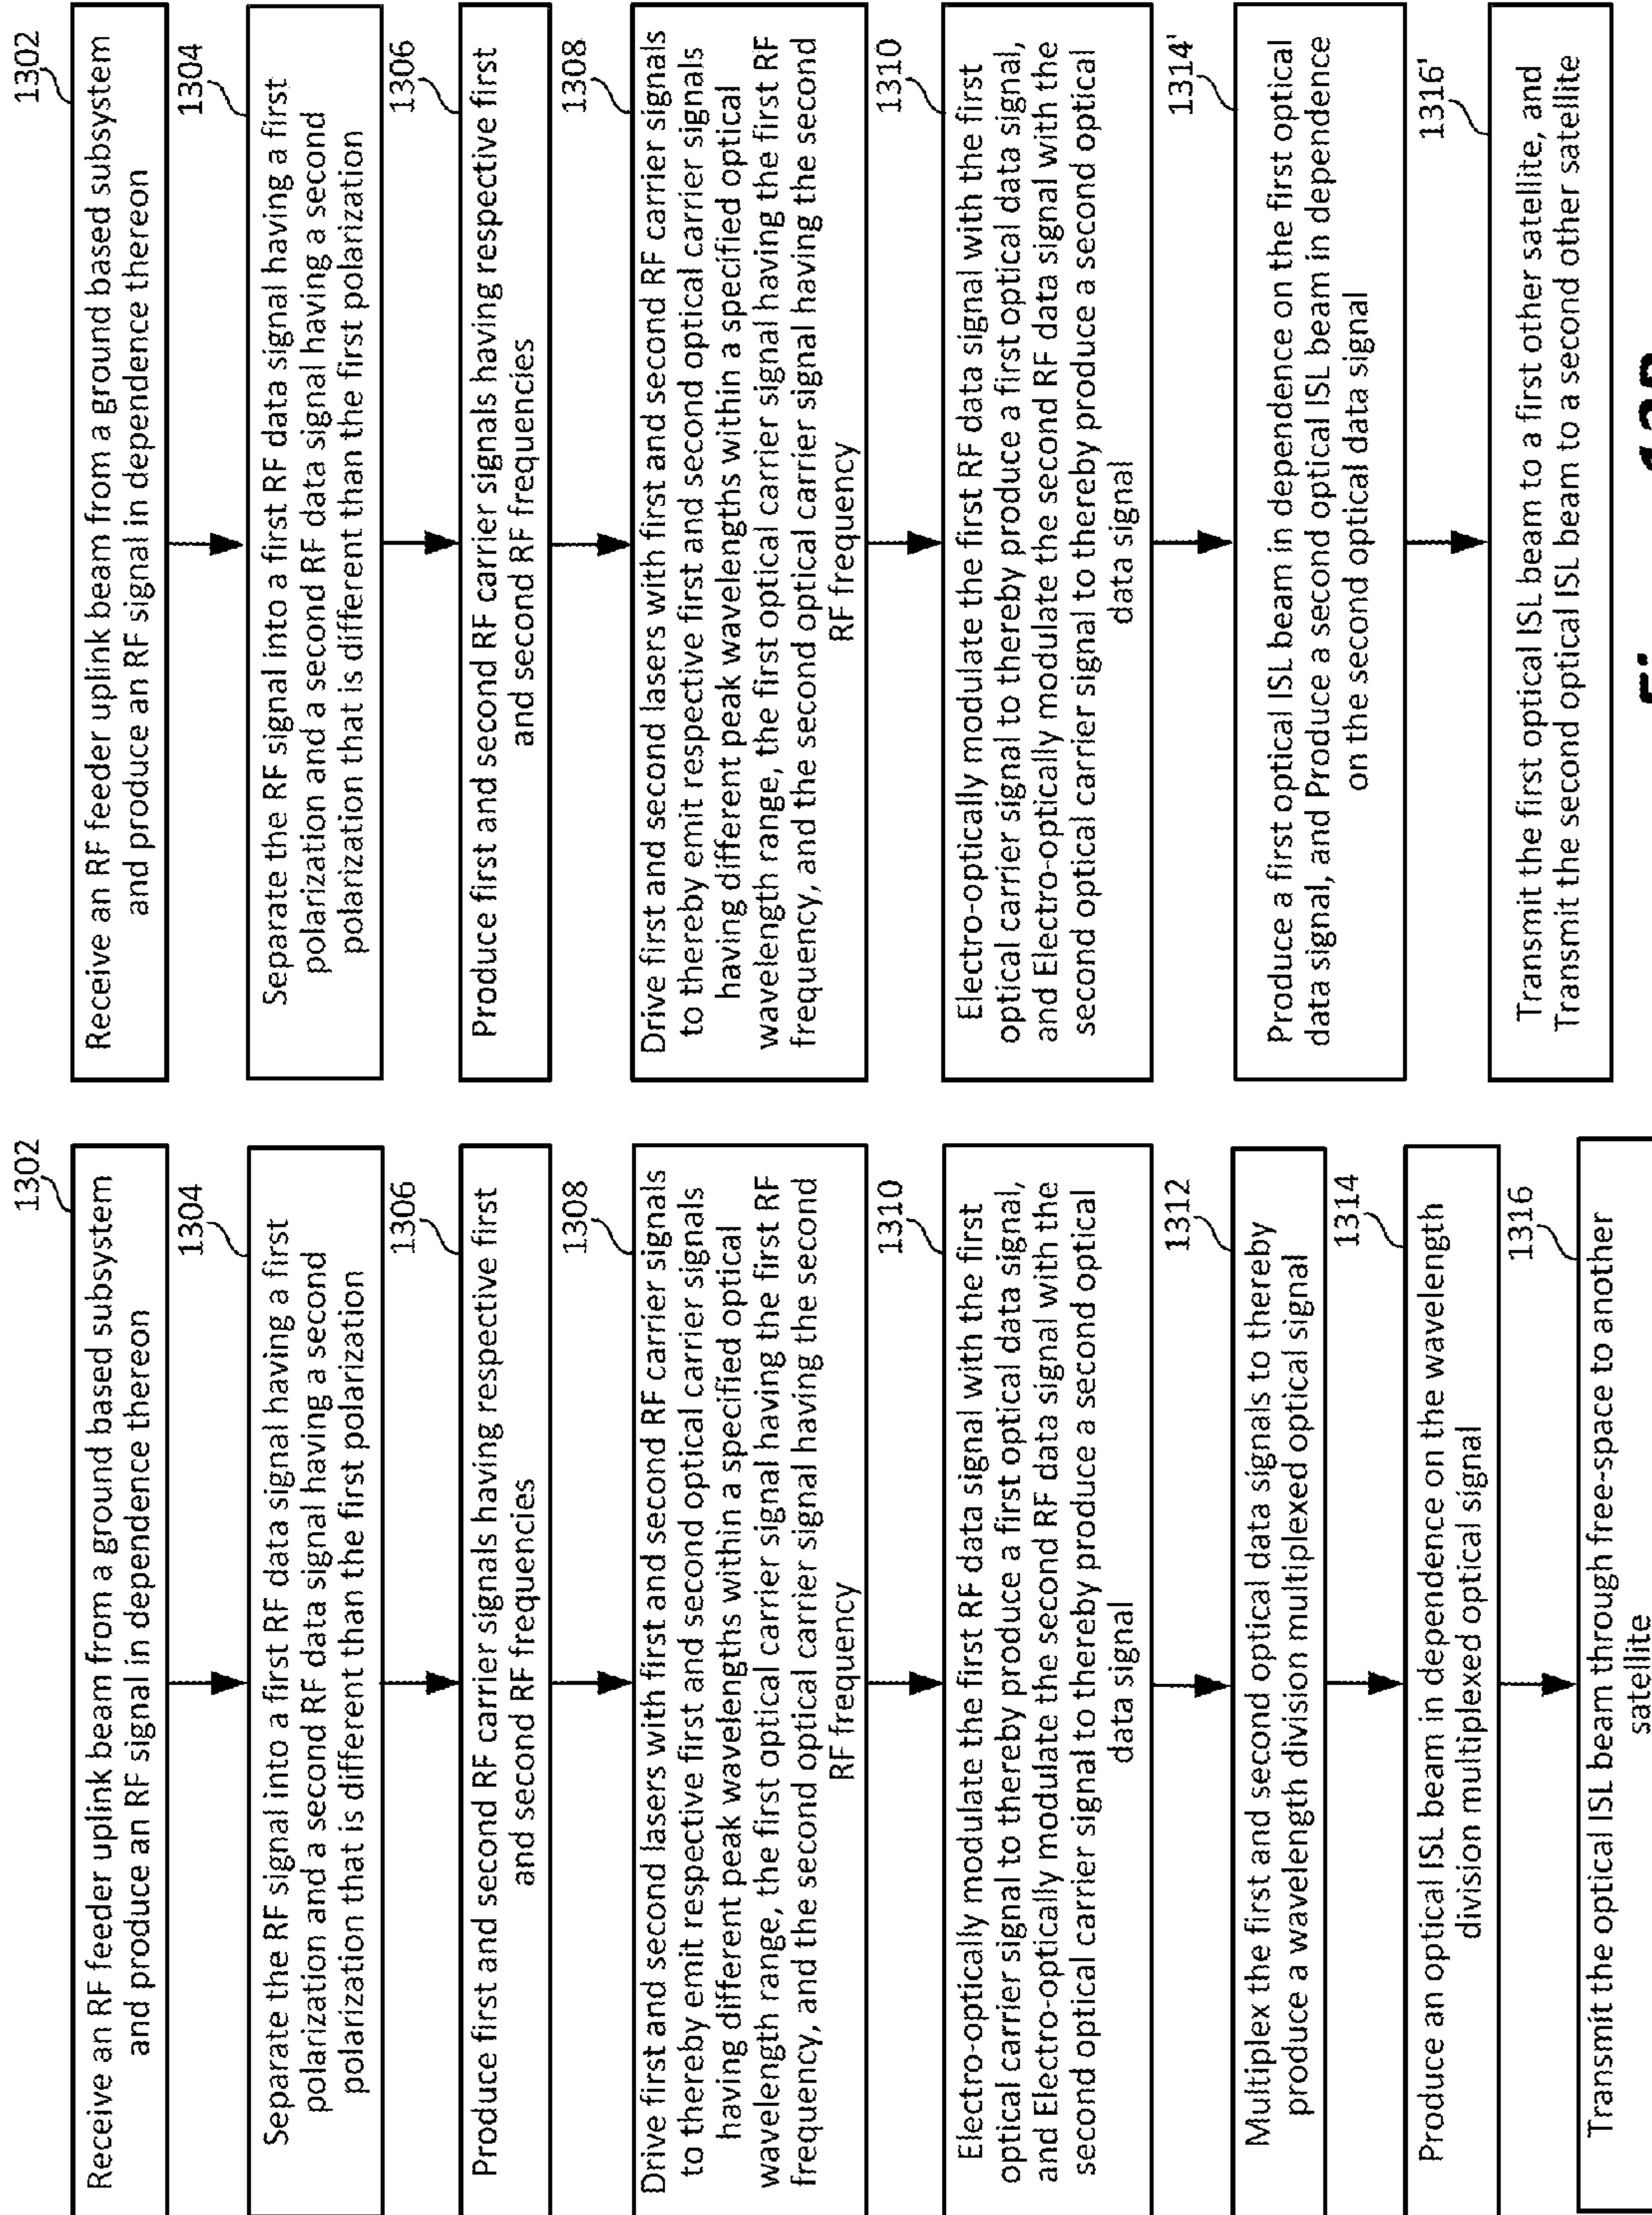 1302
Receive an RF feeder uplink beam from a ground based subsystem
and produce an RF signal in dependence thereon
1304
Separate the RF signal into a first RF data signal having a first
polarization and a second RF data signal having a second
polarization that is different than the first polarization
1306
Produce first and second RF carrier signals having respective first
and second RF frequencies
1308
Drive first and second lasers with first and second RF carrier signals
to thereby emit respective first and second optical carrier signals
having different peak wavelengths within a specified optical
wavelength range, the first optical carrier signal having the first RF
frequency, and the second optical carrier signal having the second
RF frequency
1310
Electro-optically modulate the first RF data signal with the first
optical carrier signal to thereby produce a first optical data signal,
and Electro-optically modulate the second RF data signal with the
second optical carrier signal to thereby produce a second optical
data signal
1312
Multiplex the first and second optical data signals to thereby
produce a wavelength division multiplexed optical signal
1314
Produce an optical ISL beam in dependence on the wavelength
division multiplexed optical signal
1316
Transmit the optical ISL beam through free-space to another
satellite
1302
Receive an RF feeder uplink beam from a ground based subsystem
and produce an RF signal in dependence thereon
1304
Separate the RF signal into a first RF data signal having a first
polarization and a second RF data signal having a second
polarization that is different than the first polarization
1306
Produce first and second RF carrier signals having respective first
and second RF frequencies
1308
Drive first and second lasers with first and second RF carrier signals
to thereby emit respective first and second optical carrier signals
having different peak wavelengths within a specified optical
wavelength range, the first optical carrier signal having the first RF
frequency, and the second optical carrier signal having the second
RF frequency
1310
Electro-optically modulate the first RF data signal with the first
optical carrier signal to thereby produce a first optical data signal,
and Electro-optically modulate the second RF data signal with the
second optical carrier signal to thereby produce a second optical
data signal
1314'
Produce a first optical ISL beam in dependence on the first optical
data signal, and Produce a second optical ISL beam in dependence
on the second optical data signal
1316'
Transmit the first optical ISL beam to a first other satellite, and
Transmit the second optical ISL beam to a second other satellite